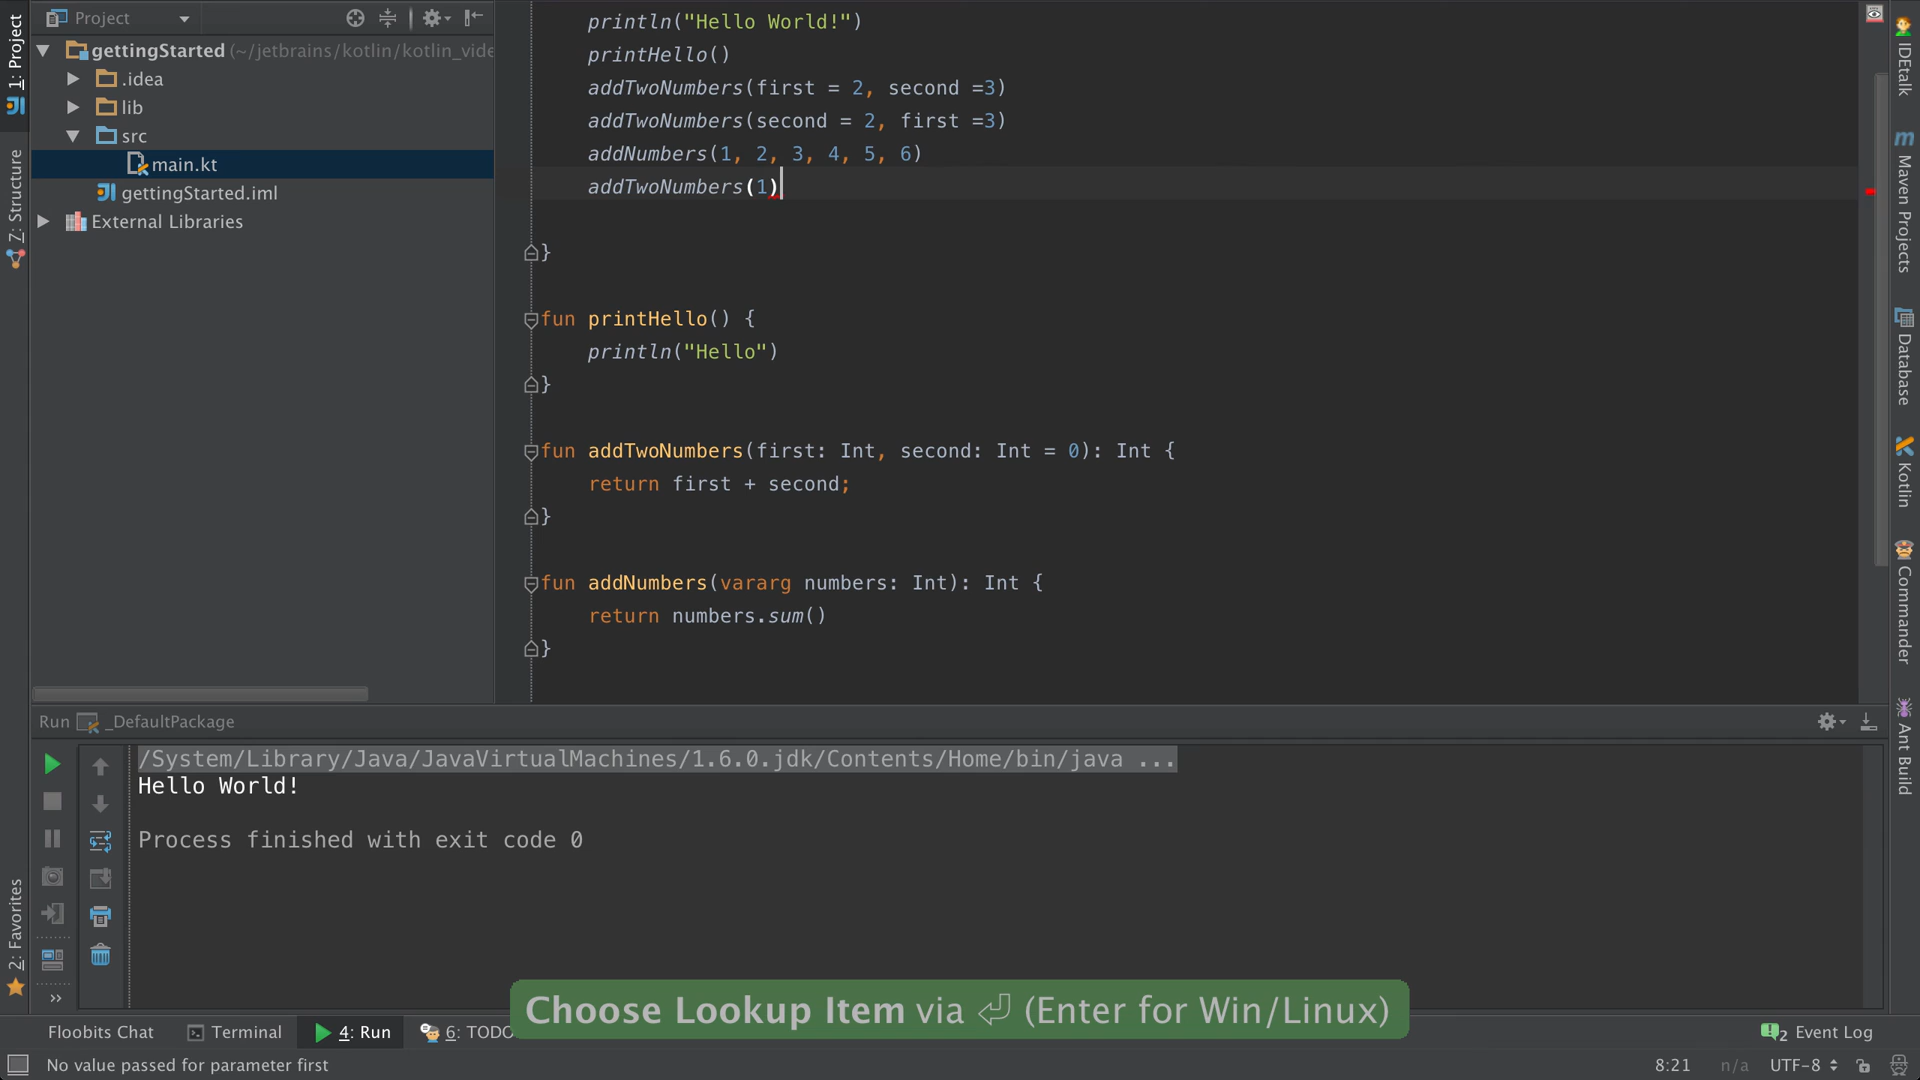 Project
gettingStarted (~/jetbrains/kotlin/kotlin_vide
.idea
lib
src
main.kt
gettingStarted.iml
External Libraries
1: Project
7: Structure
2: Favorites
println("Hello World!")
printHello()
addTwoNumbers(first = 2, second =3)
addTwoNumbers(second = 2, first =3)
addNumbers(1, 2, 3, 4, 5, 6)
addTwoNumbers(1)
}
fun printHello() {
println("Hello")
}
fun addTwoNumbers(first: Int, second: Int = 0): Int {
return first + second;
}
fun addNumbers(vararg numbers: Int): Int {
return numbers.sum()
}
IDEtalk
Maven Projects
Database
Kotlin
Commander
Ant Build
Run _DefaultPackage
/System/Library/Java/JavaVirtualMachines/1.6.0.jdk/Contents/Home/bin/java ...
Hello World!
Process finished with exit code 0
Choose Lookup Item via ⏎ (Enter for Win/Linux)
Floobits Chat
Terminal
4: Run
6: TODO
2 Event Log
No value passed for parameter first
8:21
n/a
UTF-8